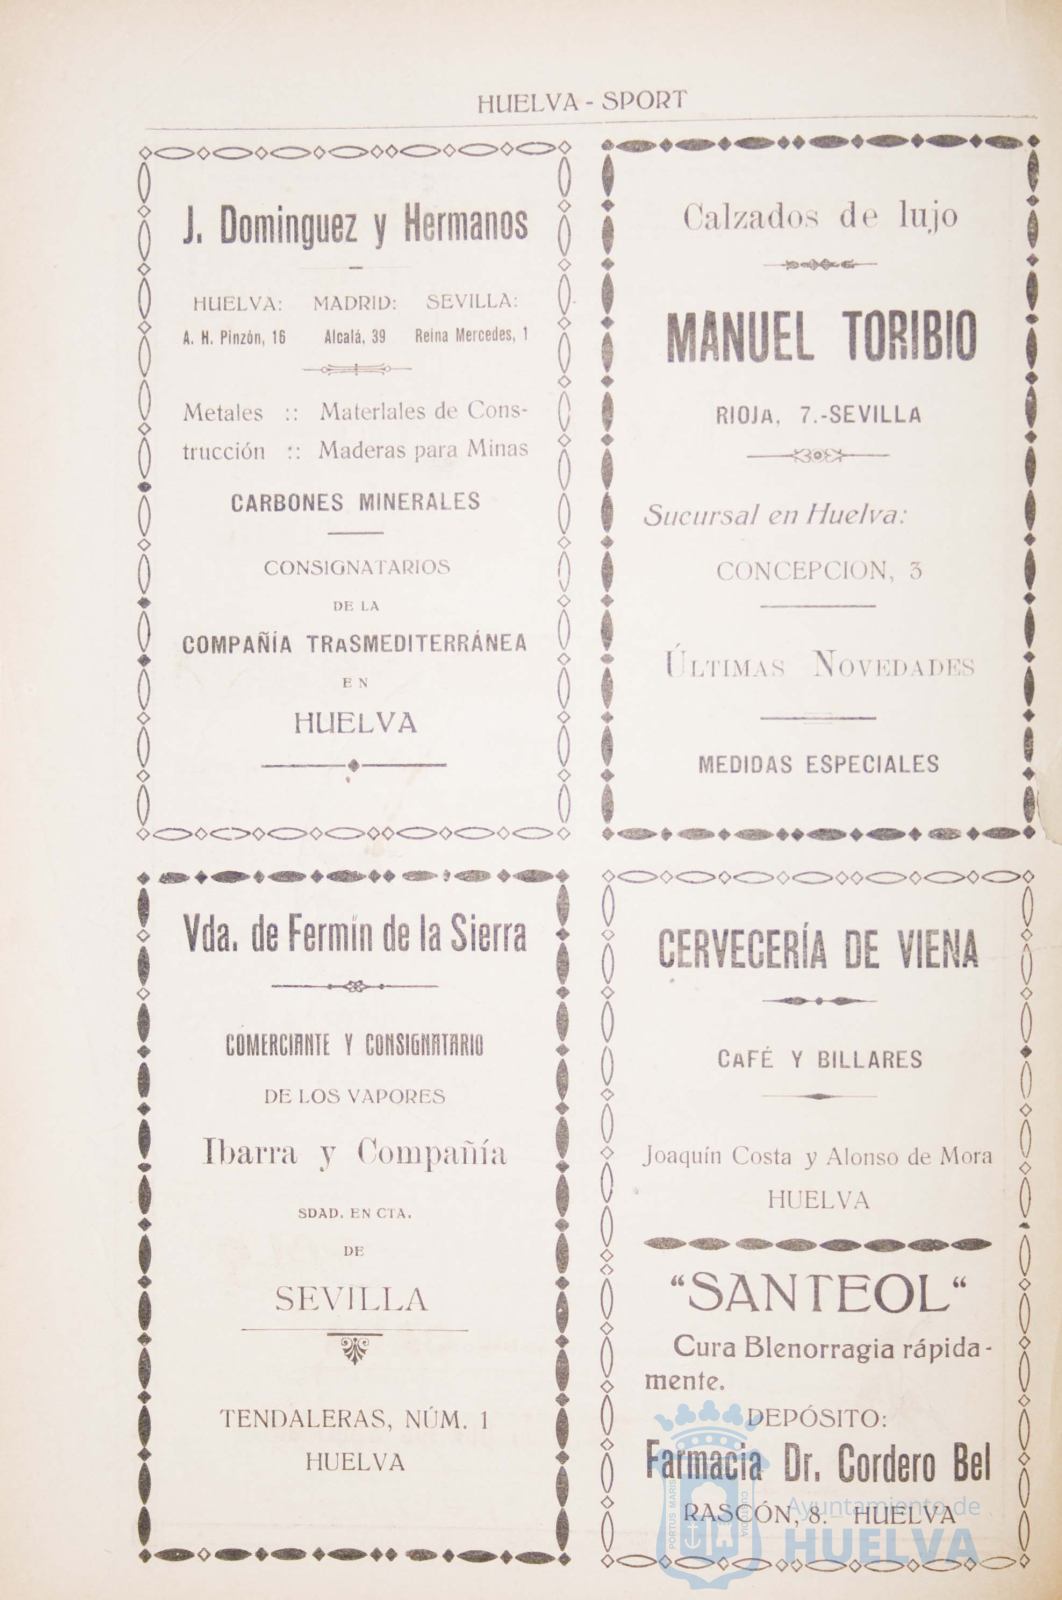 HUELVA - SPORT
J. Dominguez y Hermanos
HUELVA: MADRID: SEVILLA:
A. H. Pinzón, 16 Alcalá, 39 Reina Mercedes, 1
Metales :: Materiales de Cons-
trucción :: Maderas para Minas
CARBONES MINERALES
CONSIGNATARIOS
DE LA
COMPAÑÍA TRASMEDITERRÁNEA
EN
HUELVA
Calzados de lujo
MANUEL TORIBIO
RIOJA, 7.-SEVILLA
Sucursal en Huelva:
CONCEPCION, 3
ÚLTIMAS NOVEDADES
MEDIDAS ESPECIALES
Vda. de Fermín de la Sierra
COMERCIANTE Y CONSIGNATARIO
DE LOS VAPORES
Ibarra y Compañía
SDAD. EN CTA.
DE
SEVILLA
TENDALERAS, NÚM. 1
HUELVA
CERVECERÍA DE VIENA
CAFÉ Y BILLARES
Joaquín Costa y Alonso de Mora
HUELVA
“SANTEOL“
Cura Blenorragia rápida-
mente.
DEPÓSITO:
Farmacia Dr. Cordero Bel
RASCÓN, 8. HUELVA
PORTUS MARIS
CUSTODIA
Ayuntamiento de
HUELVA